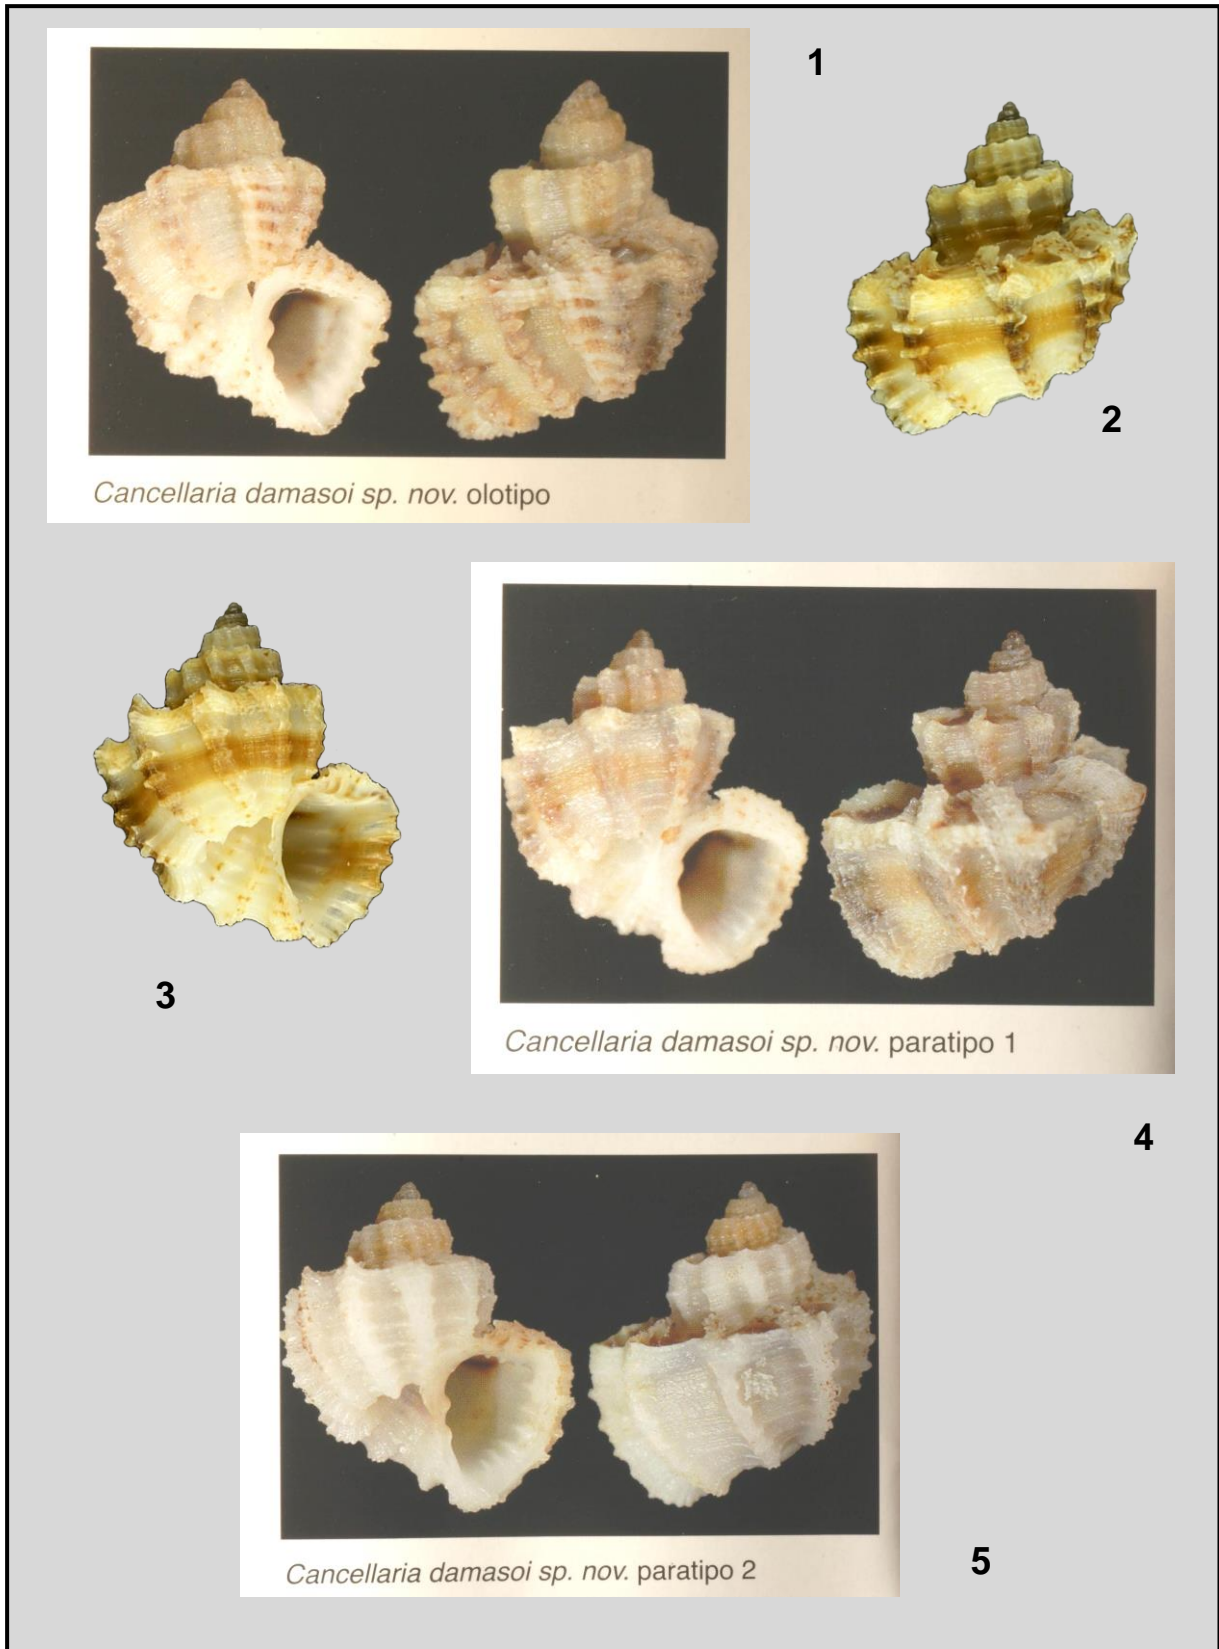 1
2
Cancellaria damasoi sp. nov. olotipo
3
Cancellaria damasoi sp. nov. paratipo 1
4
Cancellaria damasoi sp. nov. paratipo 2
5